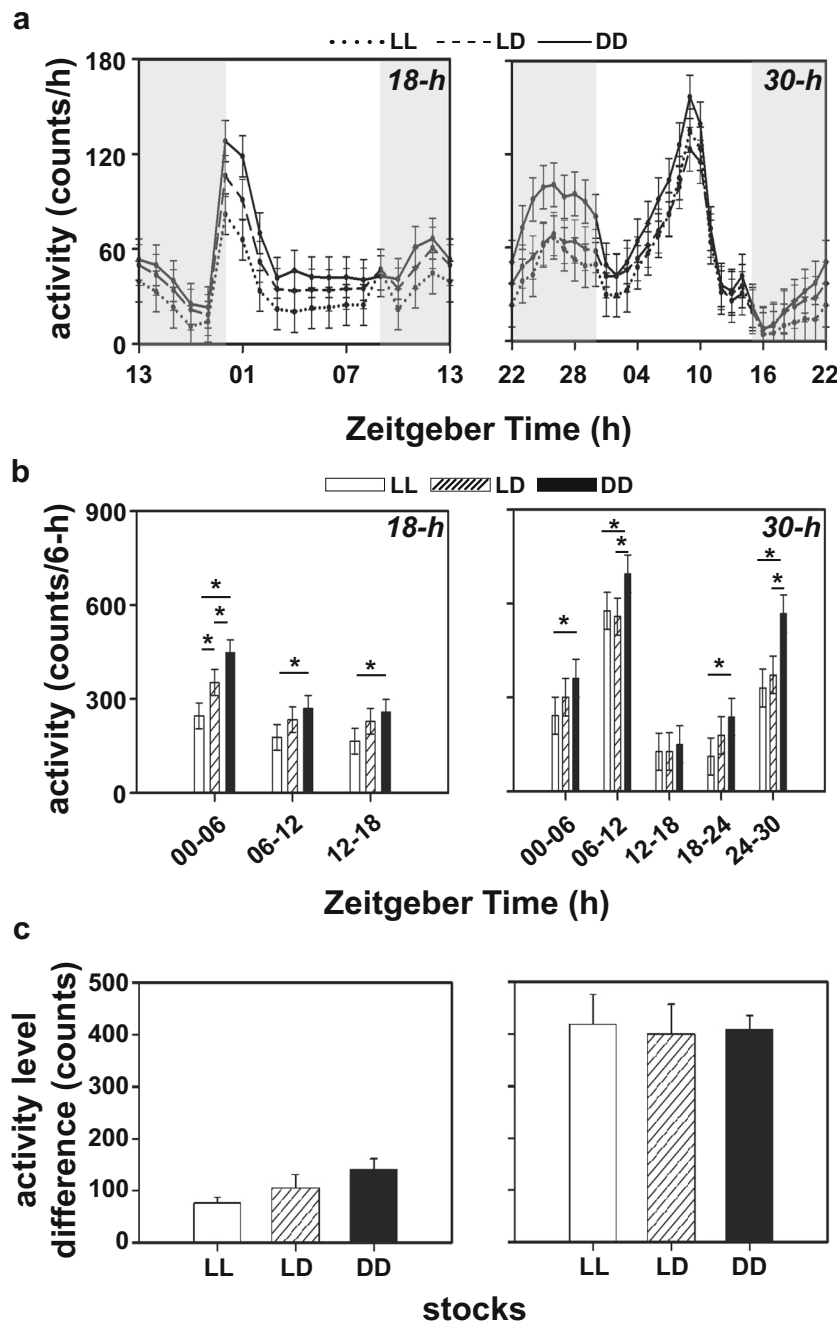 a
LL LD DD
activity (counts/h)
180
120
60
0
18-h
30-h
13 01 07 13
22 28 04 10 16 22
Zeitgeber Time (h)
b
LL LD DD
activity (counts/6-h)
900
600
300
0
18-h
30-h
* * *
*
*
*
*
*
*
*
*
00-06 06-12 12-18
00-06 06-12 12-18 18-24 24-30
Zeitgeber Time (h)
c
activity level
difference (counts)
500
400
300
200
100
0
LL LD DD
LL LD DD
stocks